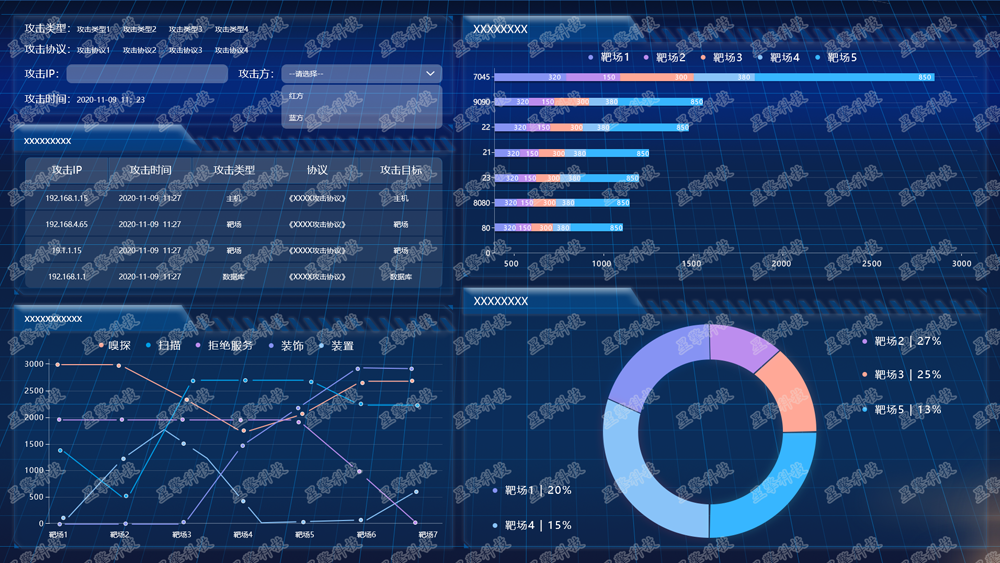 攻击类型： 攻击类型1 攻击类型2 攻击类型3 攻击类型4
攻击协议： 攻击协议1 攻击协议2 攻击协议3 攻击协议4
攻击IP： 攻击方： --请选择--
红方
蓝方
攻击时间： 2020-11-09 11: :23
XXXXXXXXX
攻击IP 攻击时间 攻击类型 协议 攻击目标
192.168.1.15 2020-11-09 11:27 主机 《XXXX攻击协议》 主机
192.168.4.65 2020-11-09 11:27 靶场 《XXXX攻击协议》 靶场
19.1.1.15 2020-11-09 11:27 靶场 《XXXX攻击协议》 靶场
192.168.1.1 2020-11-09 11:27 数据库 《XXXX攻击协议》 数据库
XXXXXXXXXXX
嗅探 扫描 拒绝服务 装饰 装置
3000
2500
2000
1500
1000
500
0
靶场1 靶场2 靶场3 靶场4 靶场5 靶场6 靶场7
XXXXXXXX
靶场1 靶场2 靶场3 靶场4 靶场5
7045 320 150 300 380 850
9090 320 150 300 380 850
22 320 150 300 380 850
21 320 150 300 380 850
23 320 150 300 380 850
8080 320 150 300 380 850
80 320 150 300 380 850
0
500 1000 1500 2000 2500 3000
XXXXXXXX
靶场2 | 27%
靶场3 | 25%
靶场5 | 13%
靶场1 | 20%
靶场4 | 15%